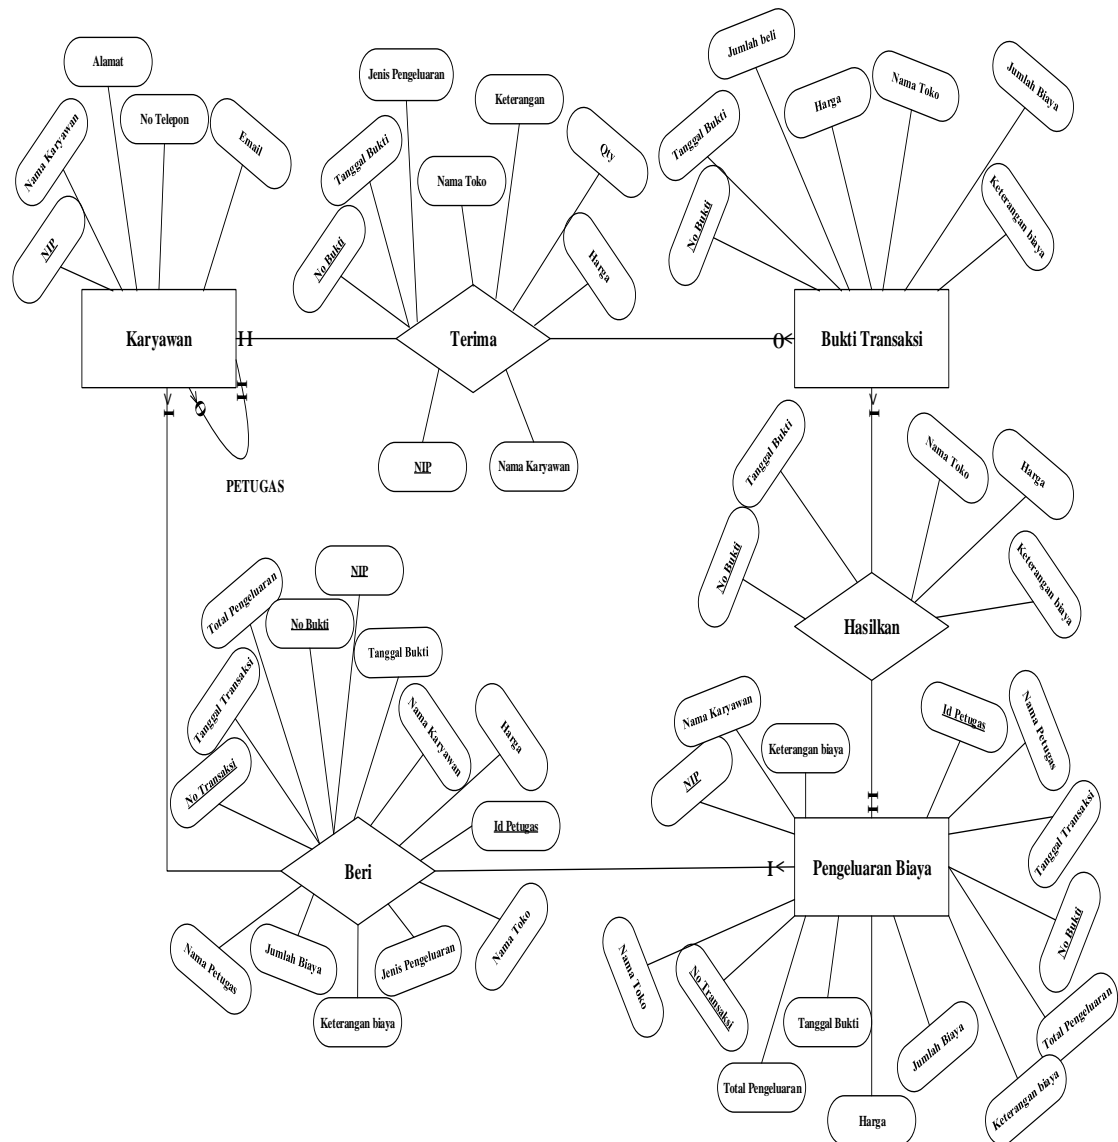 Alamat
No Telepon
Email
Nama Karyawan
NIP
Karyawan
PETUGAS
Jenis Pengeluaran
Keterangan
Tanggal Bukti
Nama Toko
Qty
No Bukti
Harga
Terima
NIP
Nama Karyawan
Jumlah beli
Harga
Nama Toko
Jumlah Biaya
Tanggal Bukti
No Bukti
Keterangan biaya
Bukti Transaksi
Tanggal Bukti
Nama Toko
Harga
No Bukti
Keterangan biaya
Hasilkan
Total Pengeluaran
NIP
No Bukti
Tanggal Bukti
Tanggal Transaksi
Nama Karyawan
Harga
No Transaksi
Id Petugas
Beri
Nama Petugas
Jumlah Biaya
Keterangan biaya
Jenis Pengeluaran
Nama Toko
Nama Karyawan
Keterangan biaya
Id Petugas
Nama Petugas
NIP
Tanggal Transaksi
Pengeluaran Biaya
No Bukti
Nama Toko
No Transaksi
Tanggal Bukti
Total Pengeluaran
Jumlah Biaya
Total Pengeluaran
Keterangan biaya
Harga